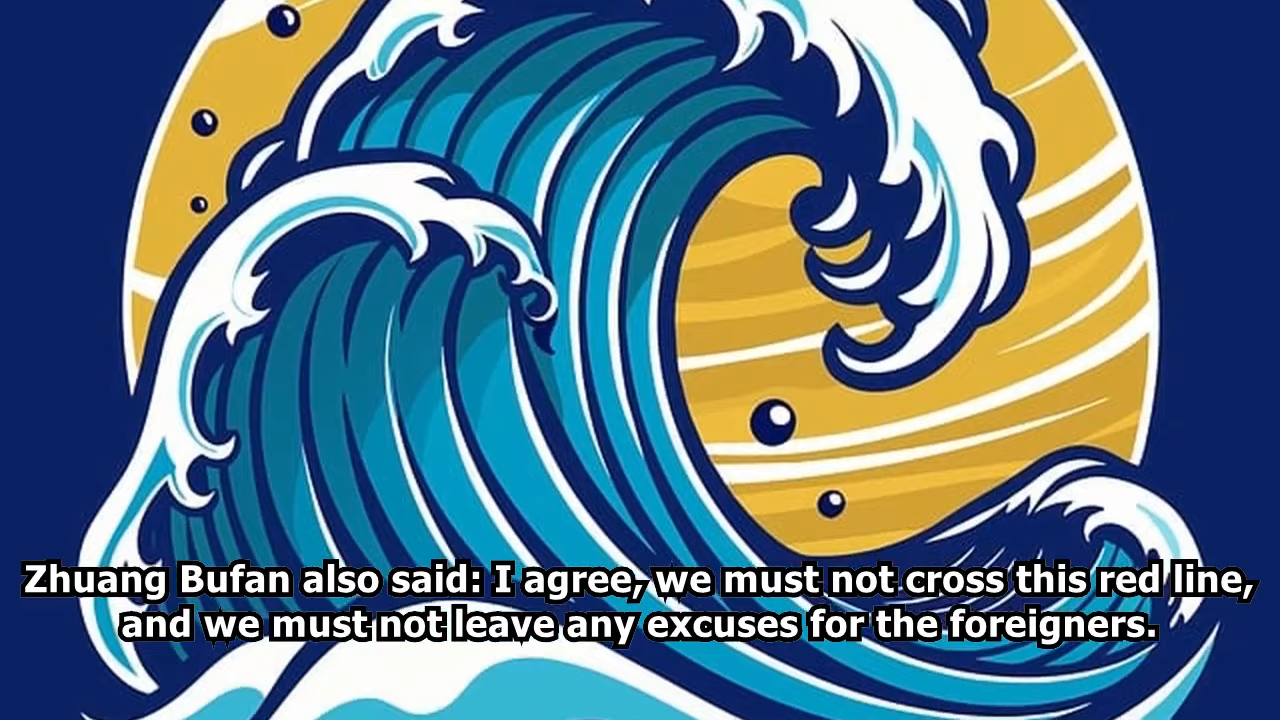 Zhuang Bufan also said: I agree, we must not cross this red line,
and we must not leave any excuses for the foreigners.